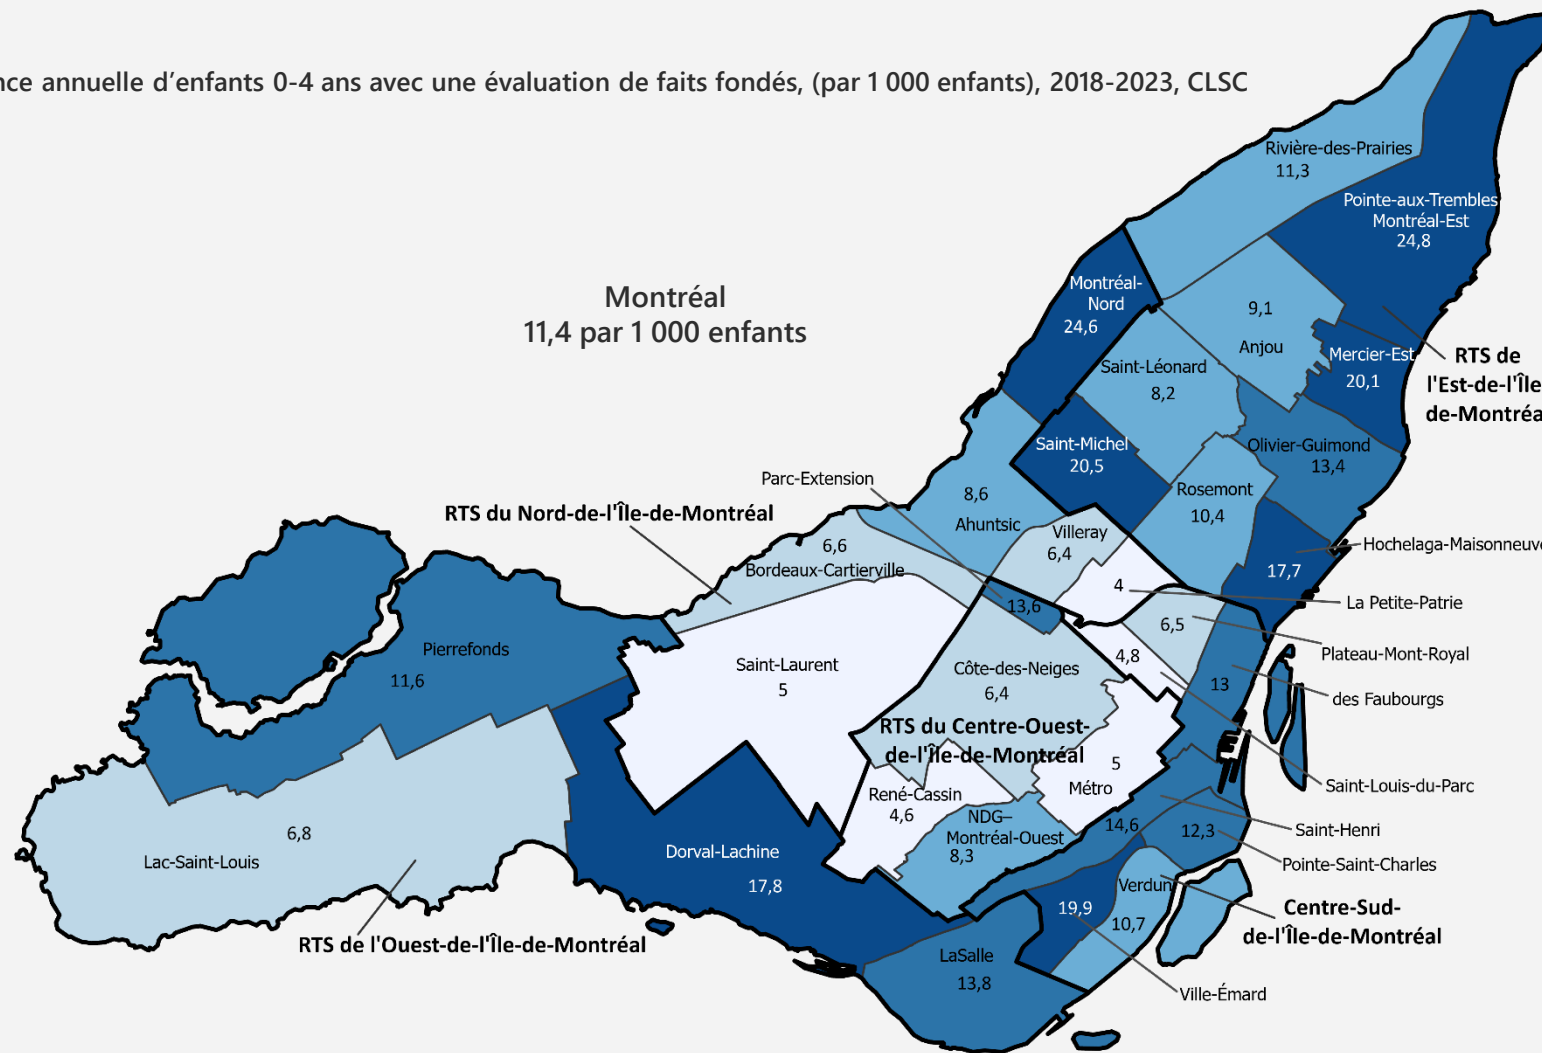 nce annuelle d'enfants 0-4 ans avec une évaluation de faits fondés, (par 1 000 enfants), 2018-2023, CLSC
Montréal
11,4 par 1 000 enfants
Rivière-des-Prairies
11,3
Pointe-aux-Trembles
Montréal-Est
24,8
Montréal-
Nord
24,6
9,1
Anjou
Mercier-Est
20,1
RTS de
l'Est-de-l'Île
de-Montréa
Saint-Léonard
8,2
Saint-Michel
20,5
Olivier-Guimond
13,4
Parc-Extension
Rosemont
10,4
8,6
Ahuntsic
RTS du Nord-de-l'Île-de-Montréal
Villeray
6,4
6,6
Bordeaux-Cartierville
Hochelaga-Maisonneuve
17,7
4
La Petite-Patrie
13,6
6,5
Plateau-Mont-Royal
4,8
Pierrefonds
11,6
Saint-Laurent
5
Côte-des-Neiges
6,4
13
des Faubourgs
RTS du Centre-Ouest-
de-l'Île-de-Montréal
5
Métro
Saint-Louis-du-Parc
René-Cassin
4,6
NDG–
Montréal-Ouest
8,3
14,6
12,3
Saint-Henri
Pointe-Saint-Charles
6,8
Lac-Saint-Louis
Dorval-Lachine
17,8
Verdun
10,7
19,9
Centre-Sud-
de-l'Île-de-Montréal
RTS de l'Ouest-de-l'Île-de-Montréal
LaSalle
13,8
Ville-Émard